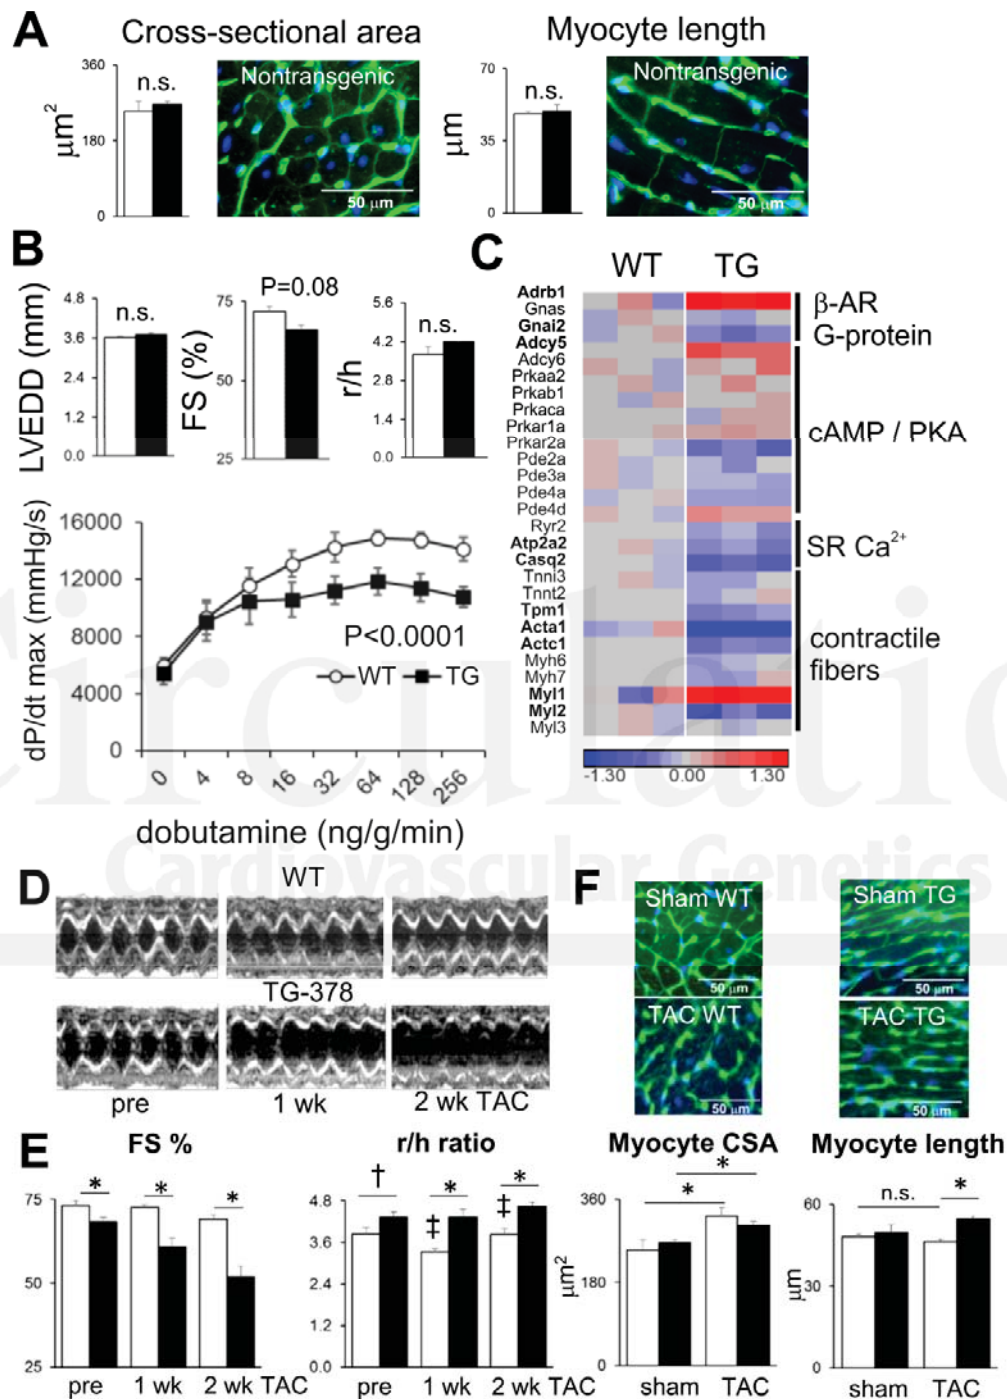 A
Cross-sectional area
Myocyte length
360
180
0
μm²
n.s.
Nontransgenic
50 μm
70
35
0
μm
n.s.
Nontransgenic
50 μm
B
LVEDD (mm)
4.8
3.6
2.4
1.2
0.0
n.s.
FS (%)
75
50
25
P=0.08
r/h
5.6
4.2
2.8
1.4
0.0
n.s.
dP/dt max (mmHg/s)
16000
12000
8000
4000
0
P<0.0001
WT TG
0 4 8 16 32 64 128 256
dobutamine (ng/g/min)
C
WT TG
Adrb1
Gnas
Gnai2
Adcy5
Adcy6
Prkaa2
Prkab1
Prkaca
Prkar1a
Prkar2a
Pde2a
Pde3a
Pde4a
Pde4d
Ryr2
Atp2a2
Casq2
Tnni3
Tnnt2
Tpm1
Acta1
Actc1
Myh6
Myh7
Myl1
Myl2
Myl3
β-AR
G-protein
cAMP / PKA
SR Ca²⁺
contractile
fibers
-1.30 0.00 1.30
Circulation
Cardiovascular Genetics
D
WT
TG-378
pre 1 wk 2 wk TAC
F
Sham WT
50 μm
Sham TG
50 μm
TAC WT
50 μm
TAC TG
50 μm
E
FS %
75
50
25
* * *
pre 1 wk 2 wk TAC
r/h ratio
4.8
3.6
2.4
1.2
0.0
† * *
‡ ‡
pre 1 wk 2 wk TAC
Myocyte CSA
360
180
0
μm²
*
*
sham TAC
Myocyte length
60
30
0
μm
n.s. *
sham TAC